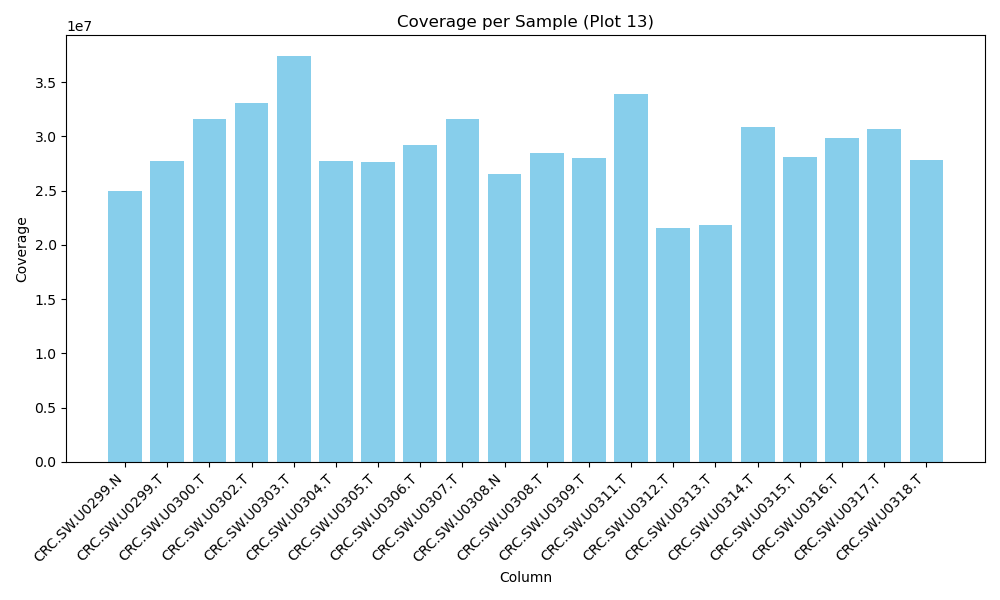 Coverage per Sample (Plot 13)
1e7
3.5
3.0
2.5
2.0
1.5
1.0
0.5
0.0
Coverage
CRC.SW.U0299.N
CRC.SW.U0299.T
CRC.SW.U0300.T
CRC.SW.U0302.T
CRC.SW.U0303.T
CRC.SW.U0304.T
CRC.SW.U0305.T
CRC.SW.U0306.T
CRC.SW.U0307.T
CRC.SW.U0308.N
CRC.SW.U0308.T
CRC.SW.U0309.T
CRC.SW.U0311.T
CRC.SW.U0312.T
CRC.SW.U0313.T
CRC.SW.U0314.T
CRC.SW.U0315.T
CRC.SW.U0316.T
CRC.SW.U0317.T
CRC.SW.U0318.T
Column